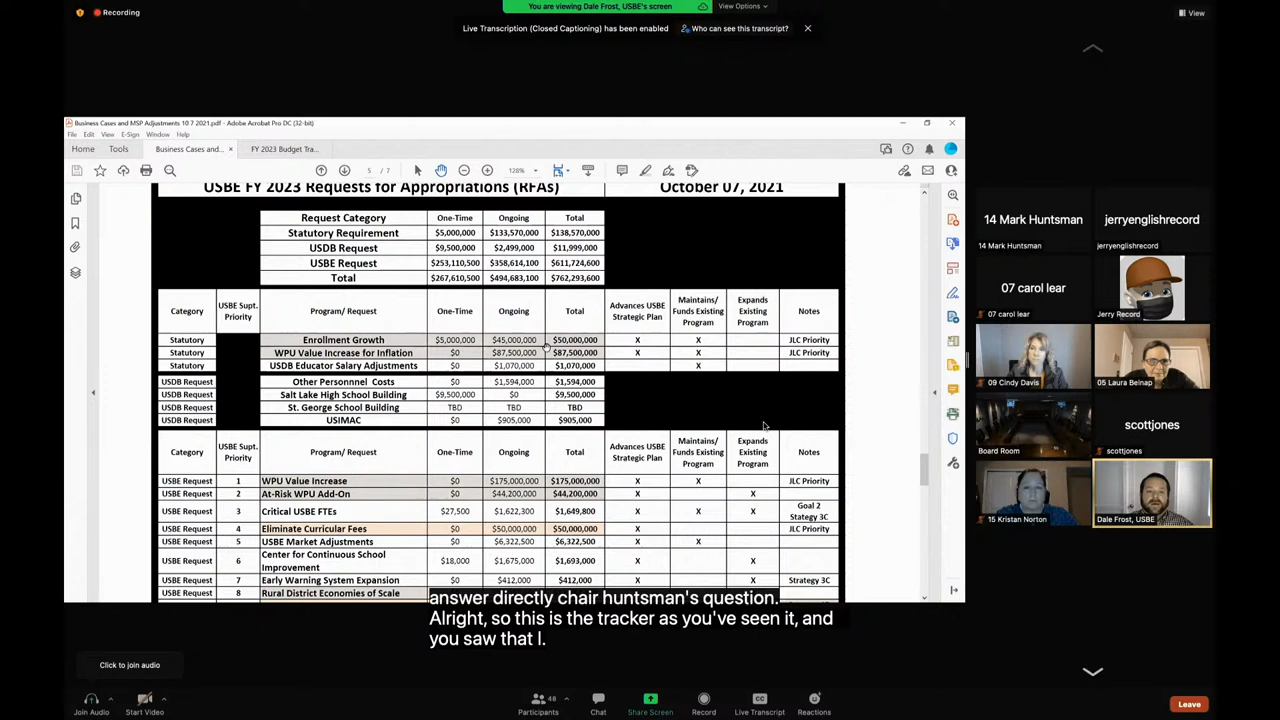 Recording
You are viewing Dale Frost, USBE's screen
View Options
View
Live Transcription (Closed Captioning) has been enabled
Who can see this transcript?
Business Cases and MSP Adjustments 10 7 2021.pdf - Adobe Acrobat Pro DC (32-bit)
File Edit View E-Sign Window Help
Home Tools Business Cases and... × FY 2023 Budget Tra...
5 / 7 128%
USBE FY 2023 Requests for Appropriations (RFAs) October 07, 2021
Request Category One-Time Ongoing Total
Statutory Requirement $5,000,000 $133,570,000 $138,570,000
USDB Request $9,500,000 $2,499,000 $11,999,000
USBE Request $253,110,500 $358,614,100 $611,724,600
Total $267,610,500 $494,683,100 $762,293,600
Category USBE Supt. Priority Program/ Request One-Time Ongoing Total Advances USBE Strategic Plan Maintains/ Funds Existing Program Expands Existing Program Notes
Statutory Enrollment Growth $5,000,000 $45,000,000 $50,000,000 X X JLC Priority
Statutory WPU Value Increase for Inflation $0 $87,500,000 $87,500,000 X X JLC Priority
Statutory USDB Educator Salary Adjustments $0 $1,070,000 $1,070,000 X
USDB Request Other Personnnel Costs $0 $1,594,000 $1,594,000
USDB Request Salt Lake High School Building $9,500,000 $0 $9,500,000
USDB Request St. George School Building TBD TBD TBD
USDB Request USIMAC $0 $905,000 $905,000
Category USBE Supt. Priority Program/ Request One-Time Ongoing Total Advances USBE Strategic Plan Maintains/ Funds Existing Program Expands Existing Program Notes
USBE Request 1 WPU Value Increase $0 $175,000,000 $175,000,000 X X JLC Priority
USBE Request 2 At-Risk WPU Add-On $0 $44,200,000 $44,200,000 X X
USBE Request 3 Critical USBE FTEs $27,500 $1,622,300 $1,649,800 X X X Goal 2 Stategy 3C
USBE Request 4 Eliminate Curricular Fees $0 $50,000,000 $50,000,000 X JLC Priority
USBE Request 5 USBE Market Adjustments $0 $6,322,500 $6,322,500 X X
USBE Request 6 Center for Continuous School Improvement $18,000 $1,675,000 $1,693,000 X X
USBE Request 7 Early Warning System Expansion $0 $412,000 $412,000 X X Strategy 3C
USBE Request 8 Rural District Economies of Scale
answer directly chair huntsman's question.
Alright, so this is the tracker as you've seen it, and
you saw that I.
14 Mark Huntsman
14 Mark Huntsman
jerryenglishrecord
jerryenglishrecord
07 carol lear
07 carol lear
Jerry Record
09 Cindy Davis
05 Laura Belnap
Board Room
scottjones
scottjones
15 Kristan Norton
Dale Frost, USBE
Click to join audio
Join Audio
Start Video
48
Participants
Chat
Share Screen
Record
CC
Live Transcript
Reactions
Leave